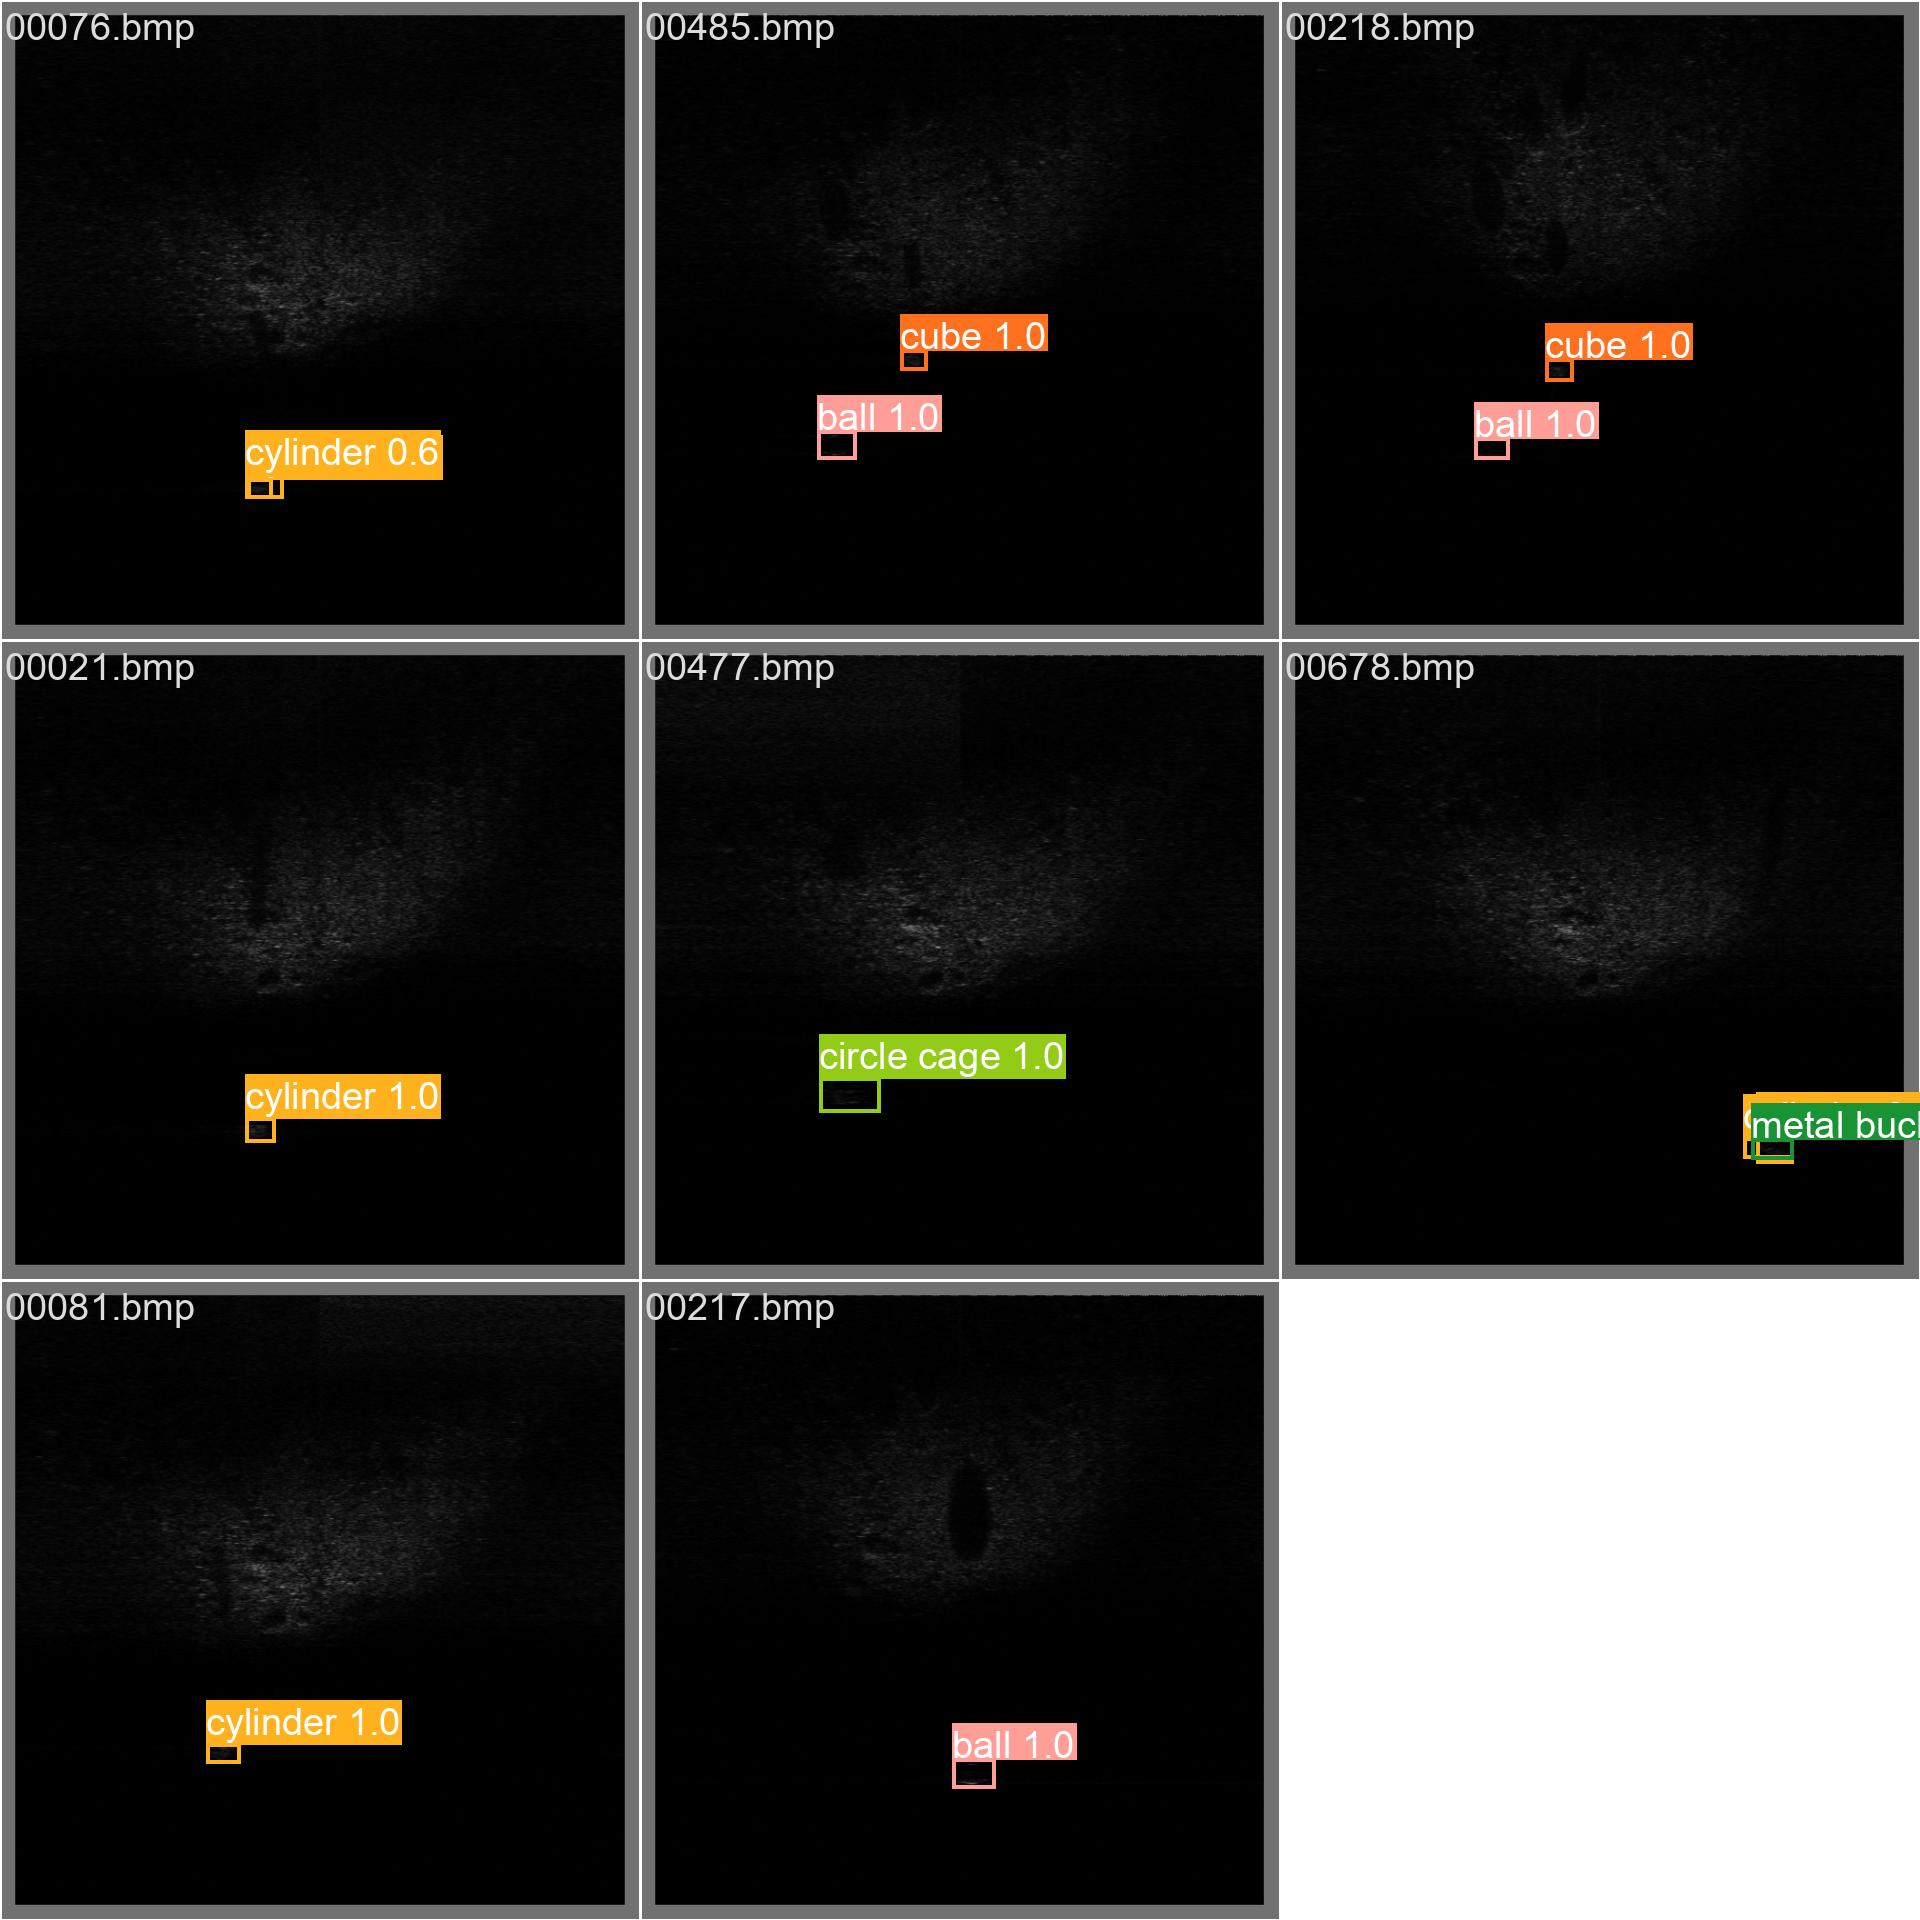 00076.bmp
cylinder 0.6
00485.bmp
cube 1.0
ball 1.0
00218.bmp
cube 1.0
ball 1.0
00021.bmp
cylinder 1.0
00477.bmp
circle cage 1.0
00678.bmp
metal buc
00081.bmp
cylinder 1.0
00217.bmp
ball 1.0